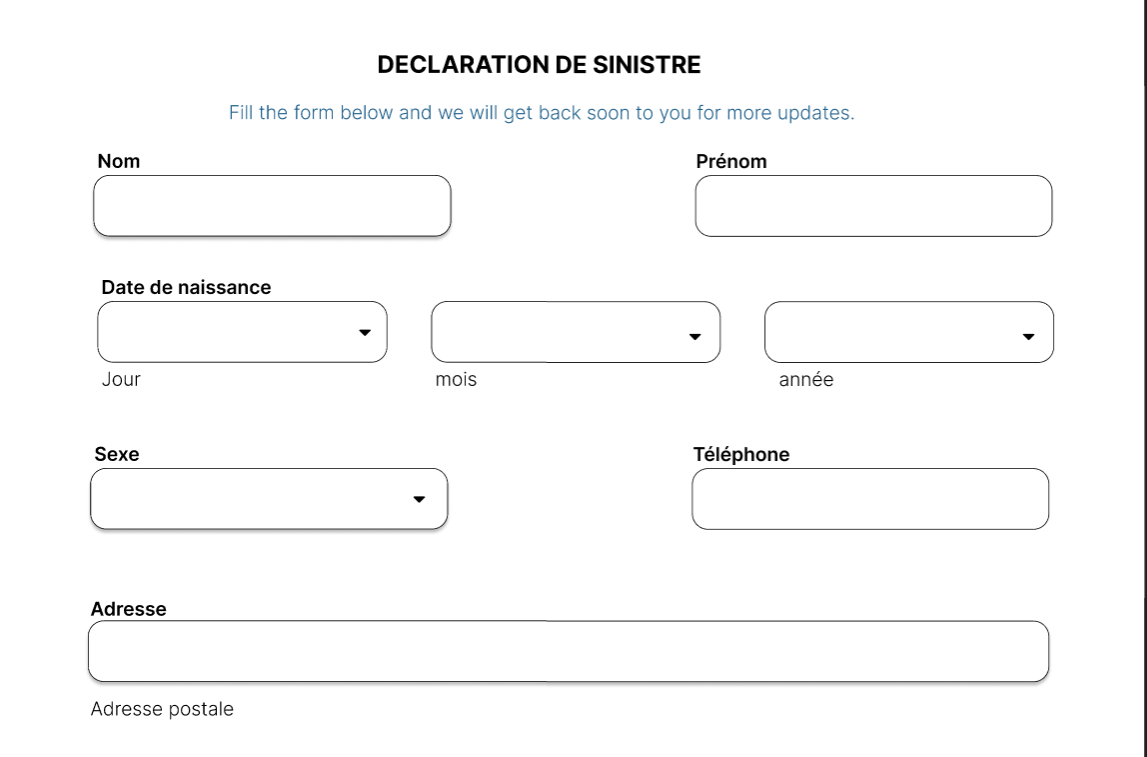 DECLARATION DE SINISTRE
Fill the form below and we will get back soon to you for more updates.
Nom
Prénom
Date de naissance
Jour
mois
année
Sexe
Téléphone
Adresse
Adresse postale